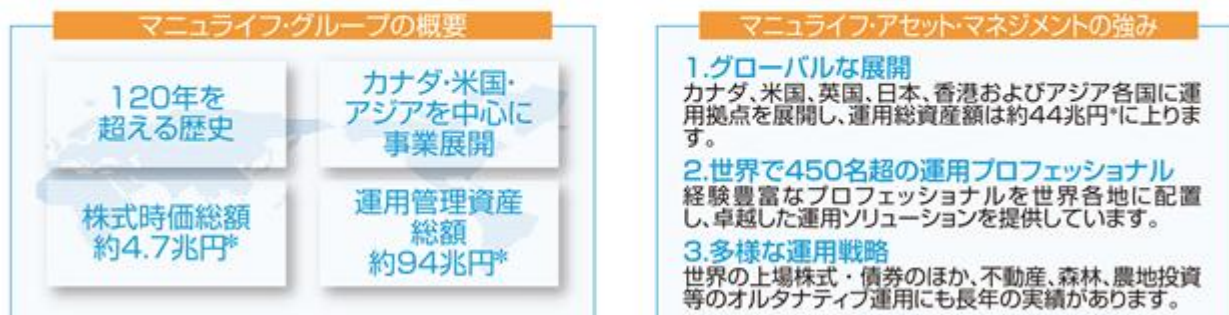 マニュライフ・グループの概要
120年を
超える歴史
カナダ・米国・
アジアを中心に
事業展開
株式時価総額
約4.7兆円*
運用管理資産
総額
約94兆円*
マニュライフ・アセット・マネジメントの強み
1.グローバルな展開
カナダ、米国、英国、日本、香港およびアジア各国に運
用拠点を展開し、運用総資産額は約44兆円*に上りま
す。
2.世界で450名超の運用プロフェッショナル
経験豊富なプロフェッショナルを世界各地に配置
し、卓越した運用ソリューションを提供しています。
3.多様な運用戦略
世界の上場株式・債券のほか、不動産、森林、農地投資
等のオルタナティブ運用にも長年の実績があります。